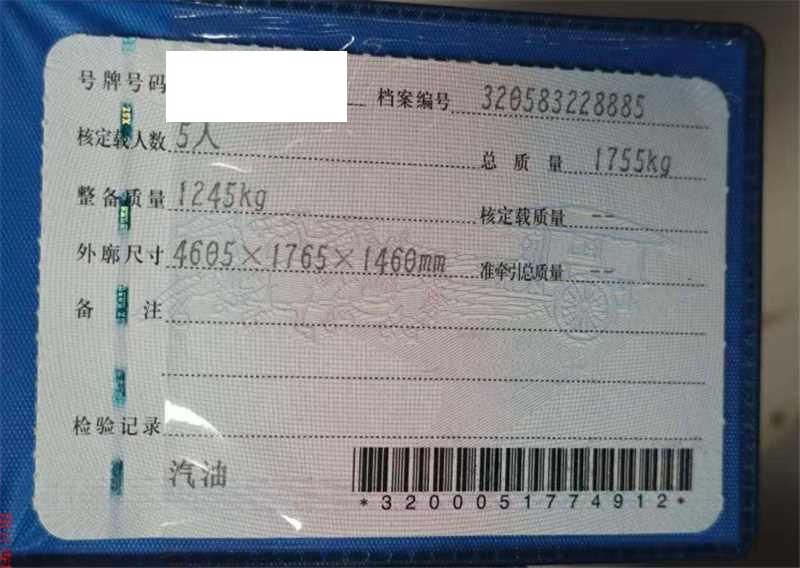 号牌号码 档案编号 320583228885
核定载人数 5人 总质量 1755kg
整备质量 1245kg 核定载质量 --
外廓尺寸 4605×1765×1460mm 准牵引总质量 --
备注
检验记录
汽油
*3200051774912*